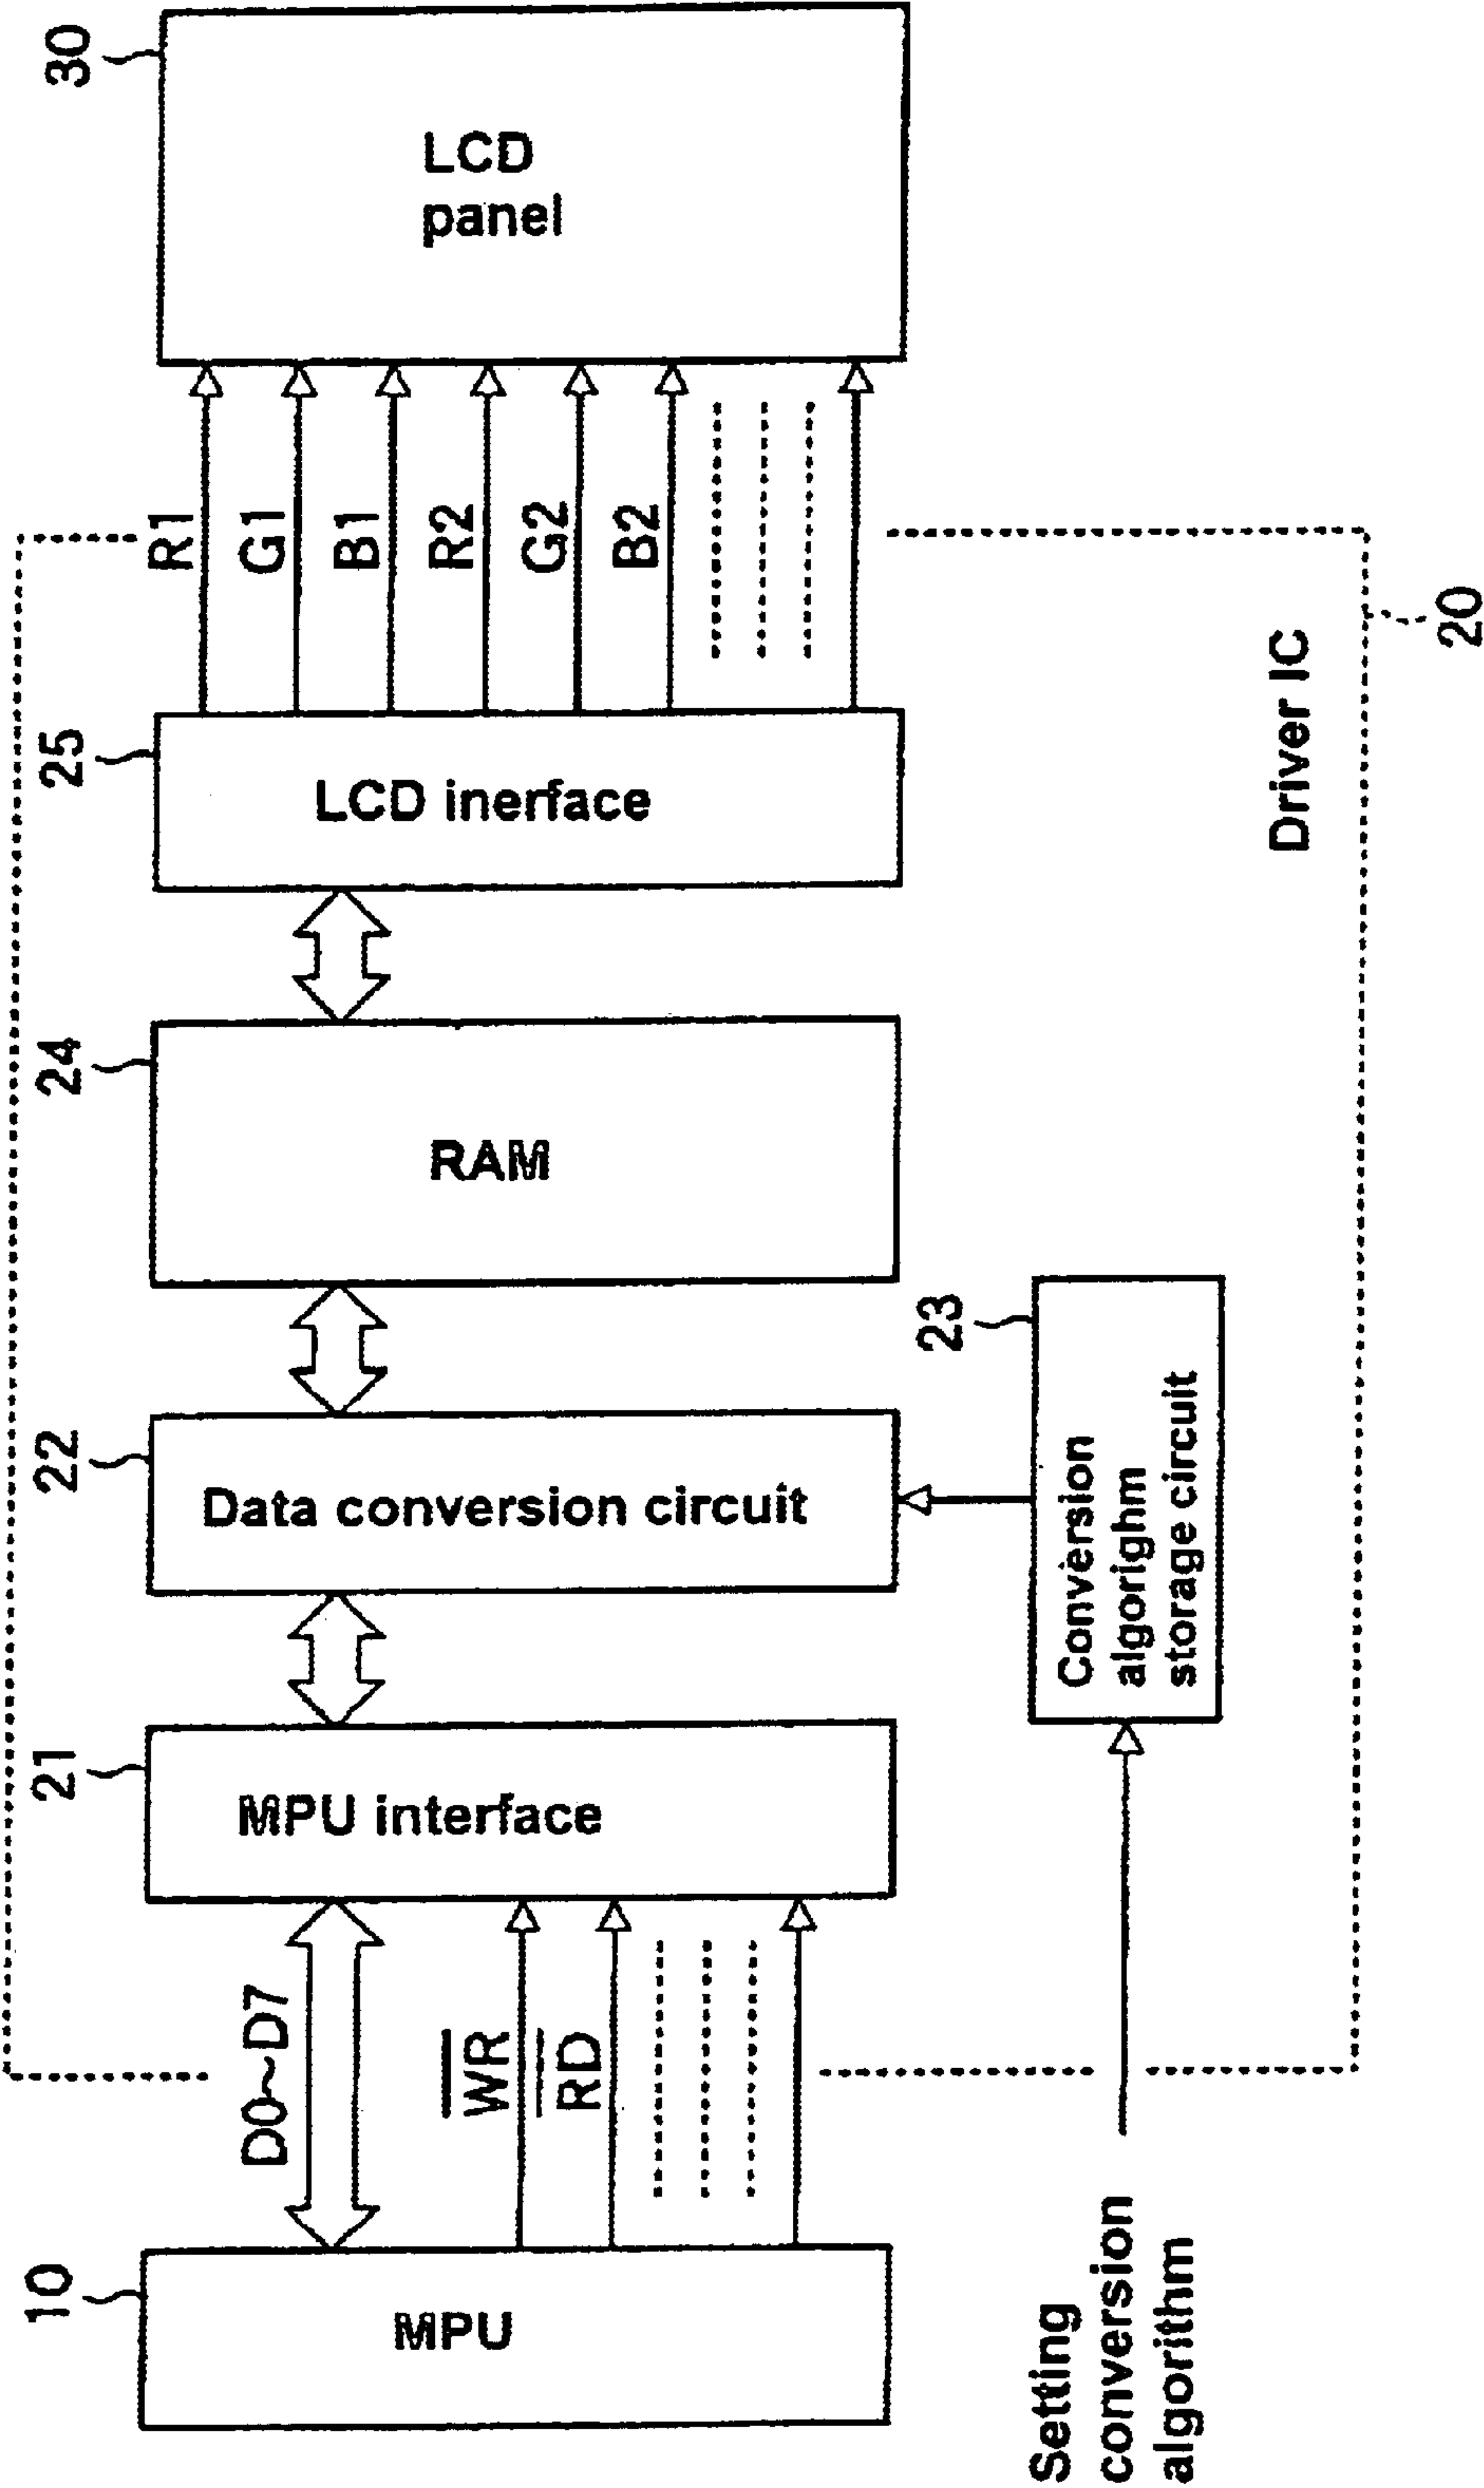 30
LCD
panel
R1
G1
B1
R2
G2
B2
25
LCD inerface
Driver IC
20
24
RAM
23
22
Data conversion circuit
Conversion
algorighm
storage circuit
21
MPU interface
D0~D7
WR
RD
10
MPU
Setting
conversion
algorithm